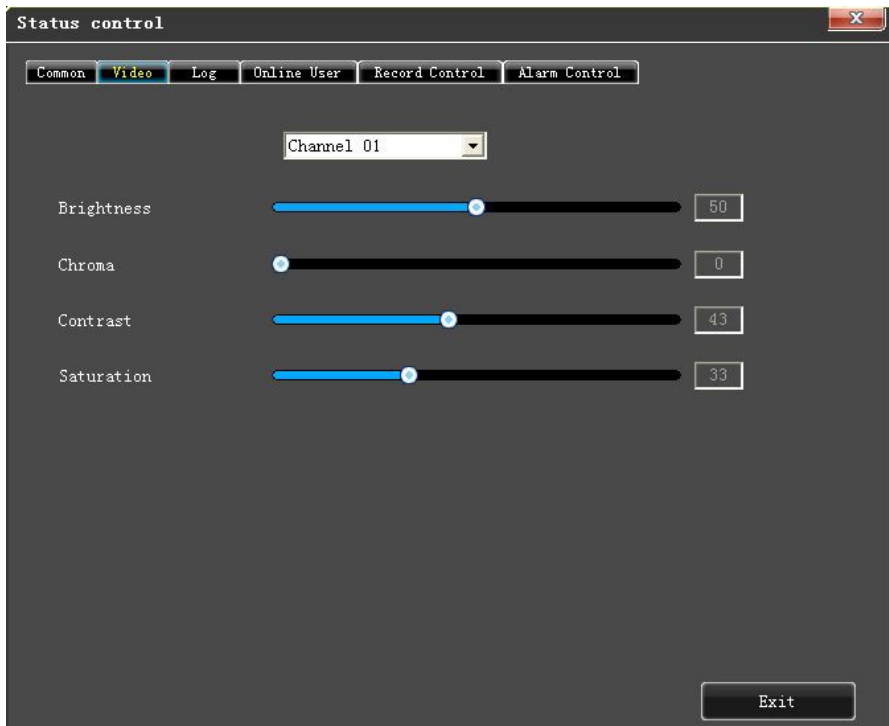 Status control
X
Common Video Log Online User Record Control Alarm Control
Channel 01
Brightness 50
Chroma 0
Contrast 43
Saturation 33
Exit